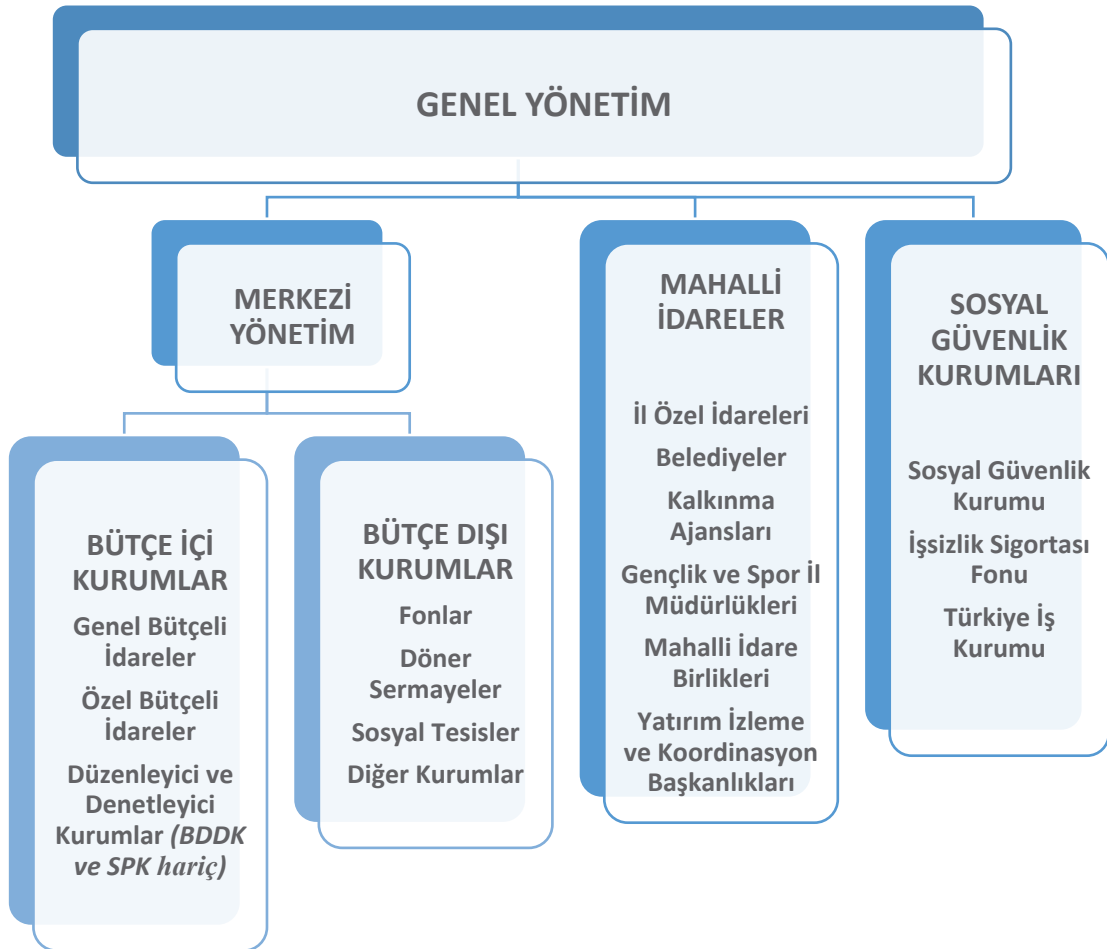 GENEL YÖNETİM
MERKEZİ
YÖNETİM
BÜTÇE İÇİ
KURUMLAR
Genel Bütçeli
İdareler
Özel Bütçeli
İdareler
Düzenleyici ve
Denetleyici
Kurumlar (BDDK
ve SPK hariç)
BÜTÇE DIŞI
KURUMLAR
Fonlar
Döner
Sermayeler
Sosyal Tesisler
Diğer Kurumlar
MAHALLİ
İDARELER
İl Özel İdareleri
Belediyeler
Kalkınma
Ajansları
Gençlik ve Spor İl
Müdürlükleri
Mahalli İdare
Birlikleri
Yatırım İzleme
ve Koordinasyon
Başkanlıkları
SOSYAL
GÜVENLİK
KURUMLARI
Sosyal Güvenlik
Kurumu
İşsizlik Sigortası
Fonu
Türkiye İş
Kurumu